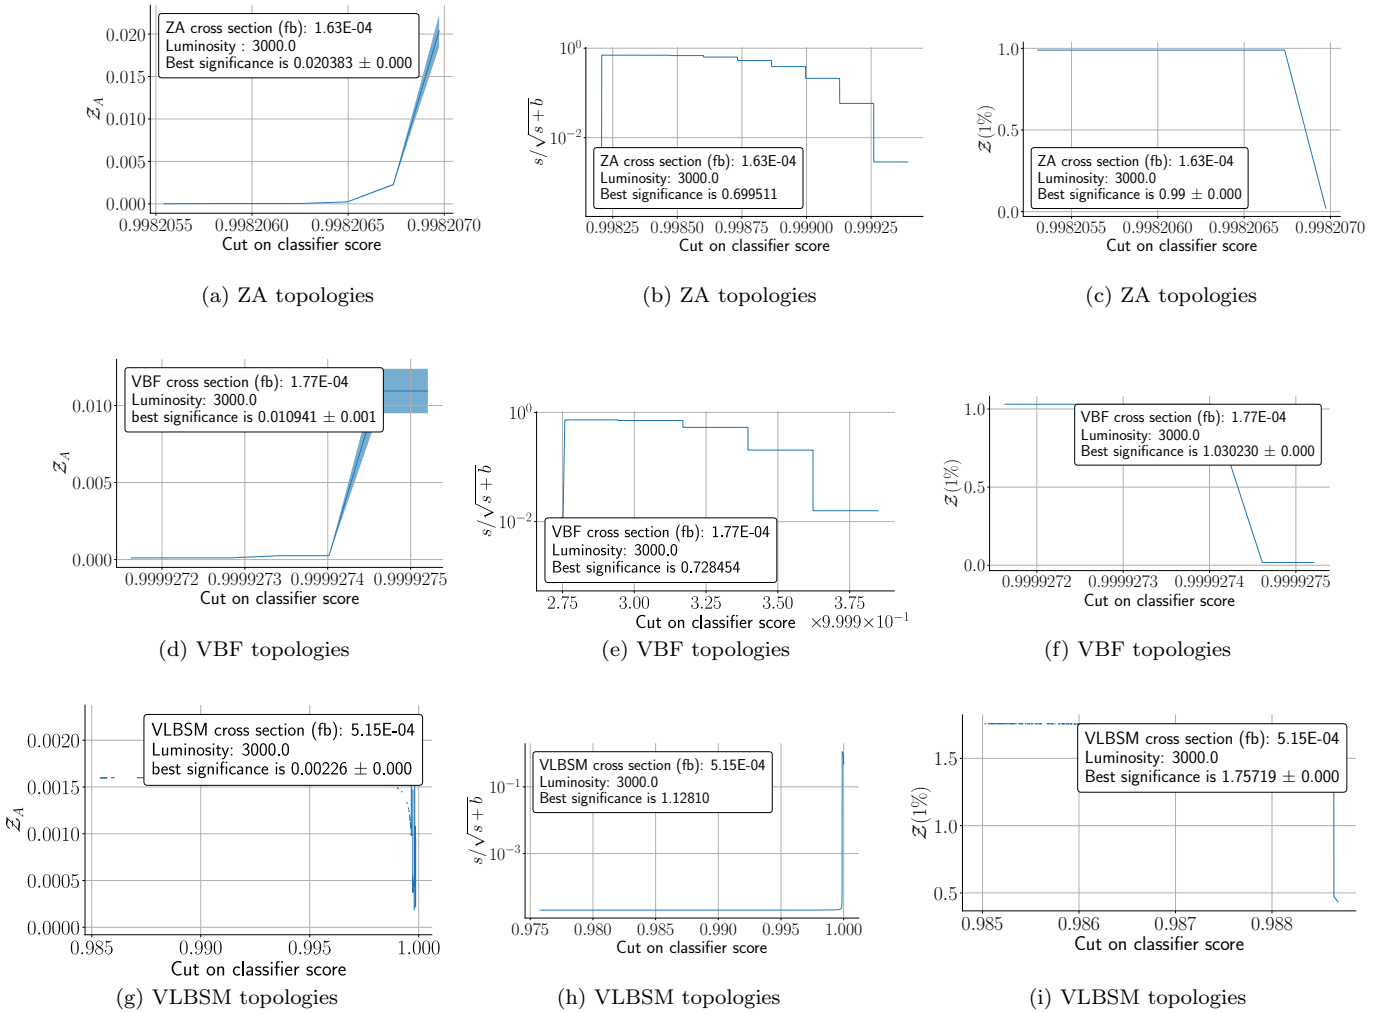 ZA cross section (fb): 1.63E-04
Luminosity : 3000.0
Best significance is 0.020383 ± 0.000
0.020
0.015
0.010
0.005
0.000
𝒵_A
0.9982055 0.9982060 0.9982065 0.9982070
Cut on classifier score
(a) ZA topologies
10^0
10^−2
s/√s + b
ZA cross section (fb): 1.63E-04
Luminosity: 3000.0
Best significance is 0.699511
0.99825 0.99850 0.99875 0.99900 0.99925
Cut on classifier score
(b) ZA topologies
1.0
0.5
0.0
𝒵(1%)
ZA cross section (fb): 1.63E-04
Luminosity: 3000.0
Best significance is 0.99 ± 0.000
0.9982055 0.9982060 0.9982065 0.9982070
Cut on classifier score
(c) ZA topologies
VBF cross section (fb): 1.77E-04
Luminosity: 3000.0
best significance is 0.010941 ± 0.001
0.010
0.005
0.000
𝒵_A
0.9999272 0.9999273 0.9999274 0.9999275
Cut on classifier score
(d) VBF topologies
10^0
10^−2
s/√s + b
VBF cross section (fb): 1.77E-04
Luminosity: 3000.0
Best significance is 0.728454
2.75 3.00 3.25 3.50 3.75
Cut on classifier score ×9.999×10^−1
(e) VBF topologies
1.0
0.5
0.0
𝒵(1%)
VBF cross section (fb): 1.77E-04
Luminosity: 3000.0
Best significance is 1.030230 ± 0.000
0.9999272 0.9999273 0.9999274 0.9999275
Cut on classifier score
(f) VBF topologies
VLBSM cross section (fb): 5.15E-04
Luminosity: 3000.0
best significance is 0.00226 ± 0.000
0.0020
0.0015
0.0010
0.0005
0.0000
𝒵_A
0.985 0.990 0.995 1.000
Cut on classifier score
(g) VLBSM topologies
VLBSM cross section (fb): 5.15E-04
Luminosity: 3000.0
Best significance is 1.12810
10^−1
10^−3
s/√s + b
0.975 0.980 0.985 0.990 0.995 1.000
Cut on classifier score
(h) VLBSM topologies
VLBSM cross section (fb): 5.15E-04
Luminosity: 3000.0
Best significance is 1.75719 ± 0.000
1.5
1.0
0.5
𝒵(1%)
0.985 0.986 0.987 0.988
Cut on classifier score
(i) VLBSM topologies